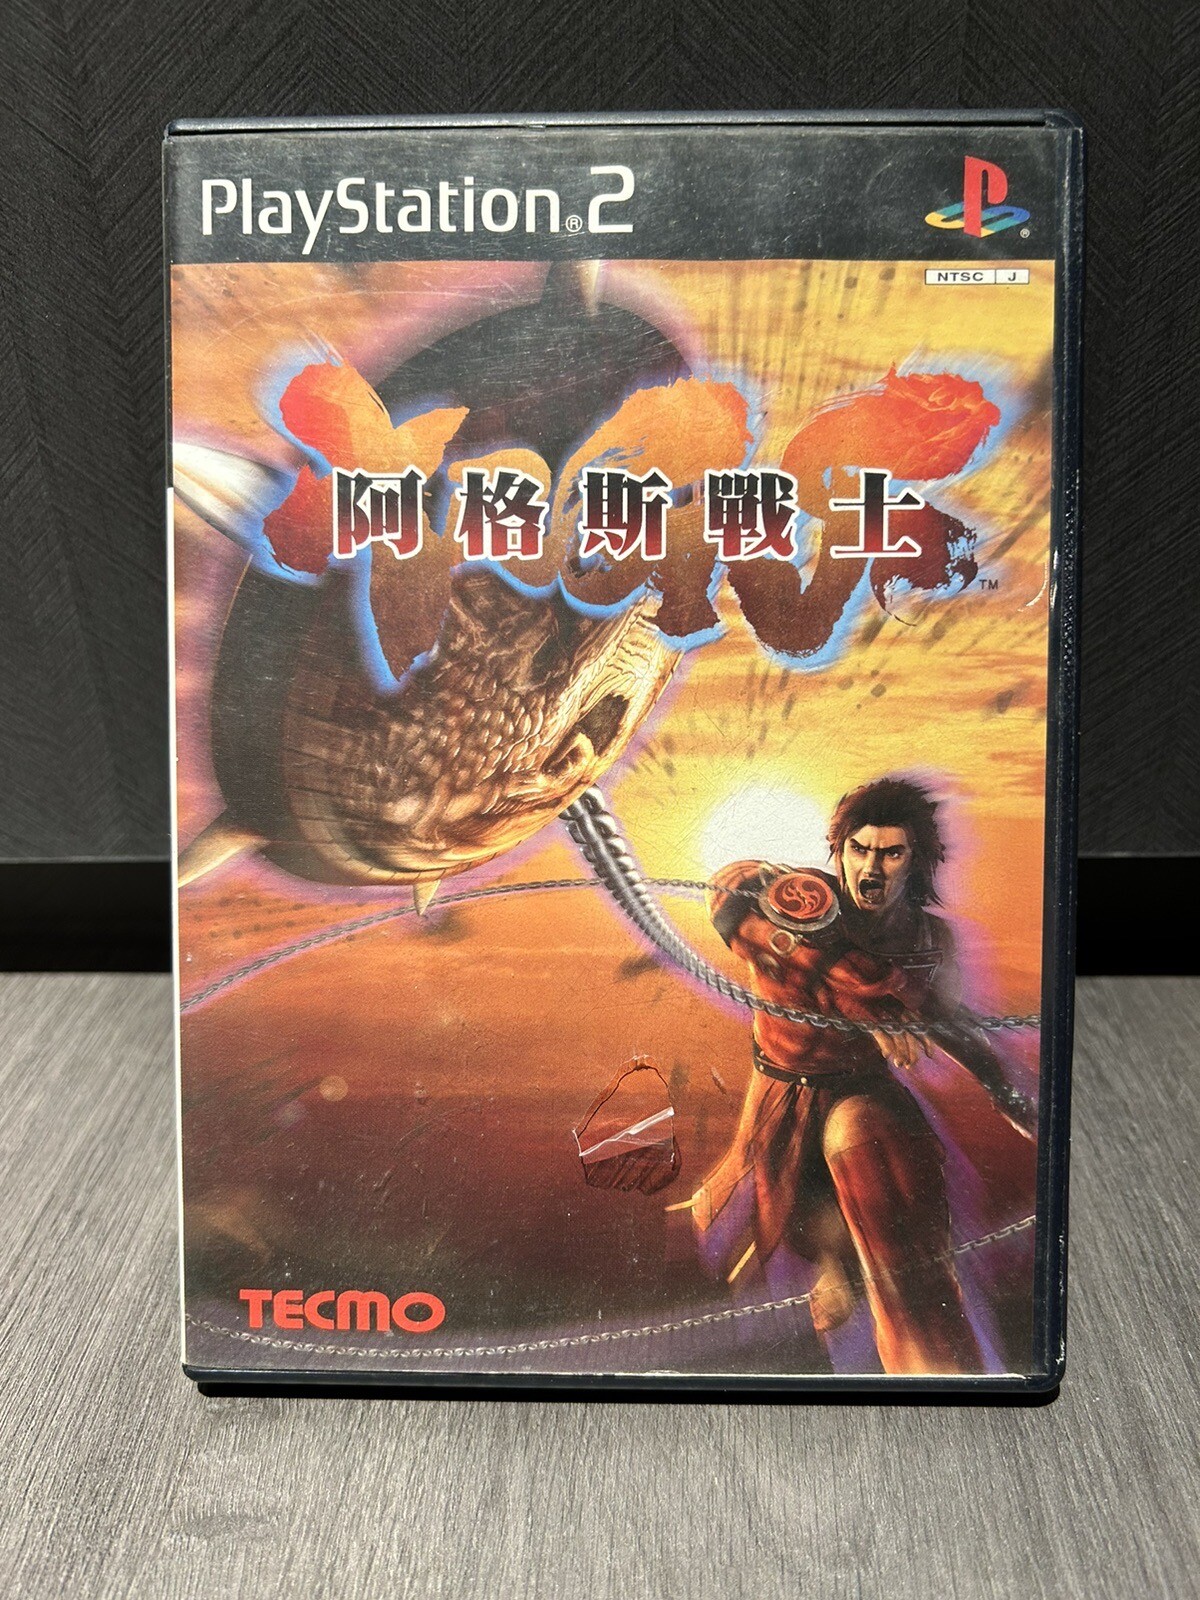 PlayStation®2
®
NTSC J
阿格斯戰士
TM
TECMO